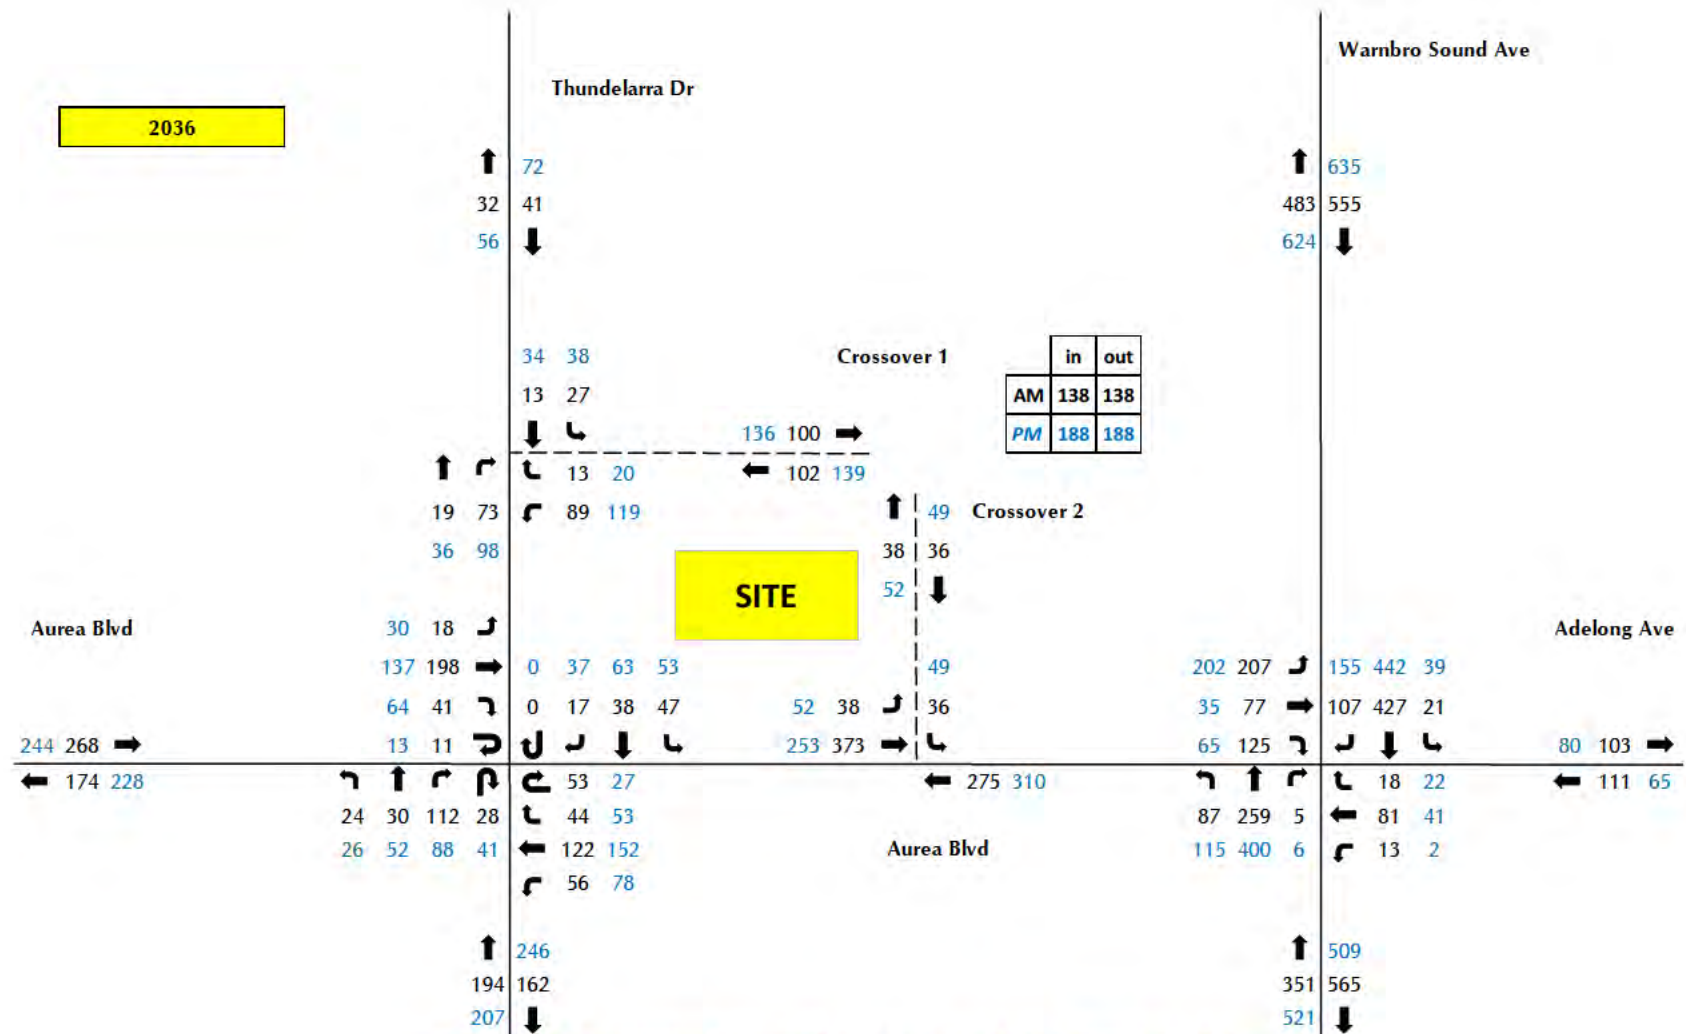 Warnbro Sound Ave
Thundelarra Dr
2036
72 635
32 41 483 555
56 624
34 38 Crossover 1 in out
13 27 AM 138 138
136 100 PM 188 188
13 20 102 139
19 73 89 119 49 Crossover 2
36 98 38 36
SITE 52
Aurea Blvd 30 18 Adelong Ave
137 198 0 37 63 53 49 202 207 155 442 39
64 41 0 17 38 47 52 38 36 35 77 107 427 21
244 268 13 11 253 373 65 125 80 103
174 228 53 27 275 310 18 22 111 65
24 30 112 28 44 53 87 259 5 81 41
26 52 88 41 122 152 Aurea Blvd 115 400 6 13 2
56 78
246 509
194 162 351 565
207 521